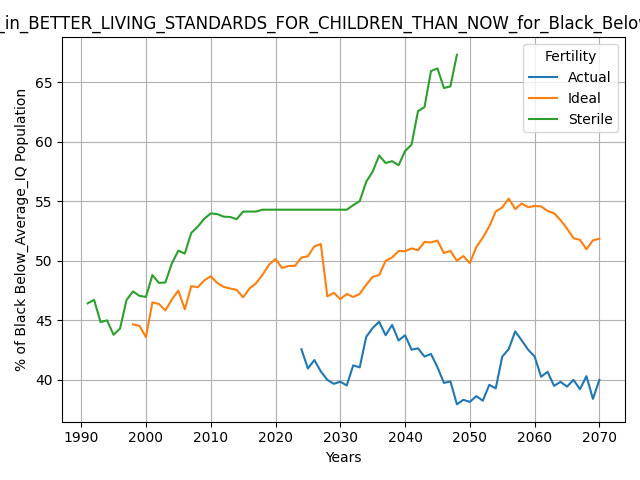 _in_BETTER_LIVING_STANDARDS_FOR_CHILDREN_THAN_NOW_for_Black_Below
Fertility
Actual
Ideal
Sterile
% of Black Below_Average_IQ Population
65
60
55
50
45
40
1990 2000 2010 2020 2030 2040 2050 2060 2070
Years